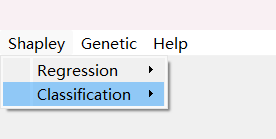 Shapley Genetic Help
Regression
Classification